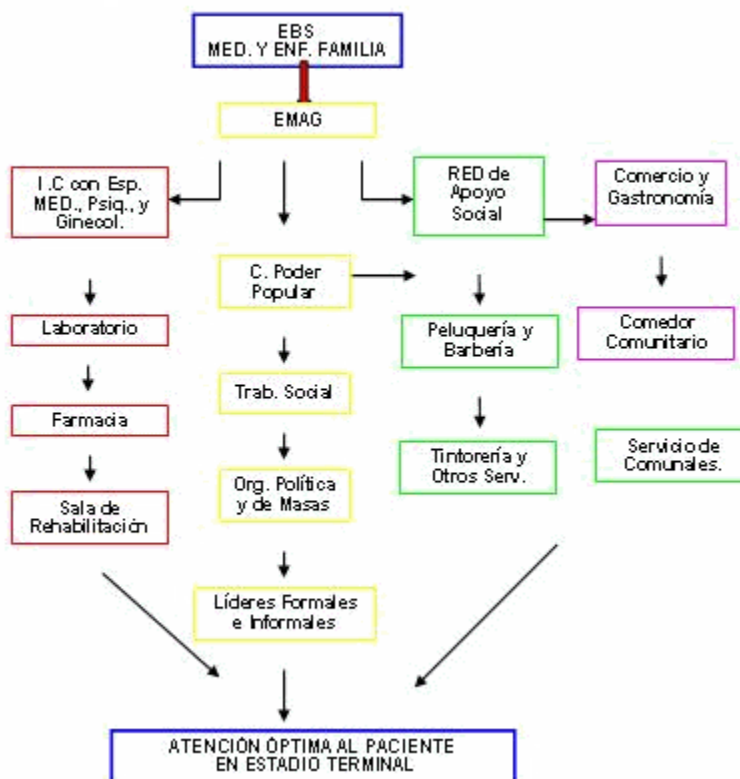 EBS
MED. Y ENF. FAMILIA
EMAG
I.C con Esp.
MED., Psiq., y
Ginecol.
RED de
Apoyo
Social
Comercio y
Gastronomía
C. Poder
Popular
Laboratorio
Peluquería y
Barbería
Comedor
Comunitario
Trab. Social
Farmacia
Tintorería y
Otros Serv.
Servicio de
Comunales.
Org. Política
y de Masas
Sala de
Rehabilitación
Líderes Formales
e Informales
ATENCIÓN ÓPTIMA AL PACIENTE
EN ESTADIO TERMINAL